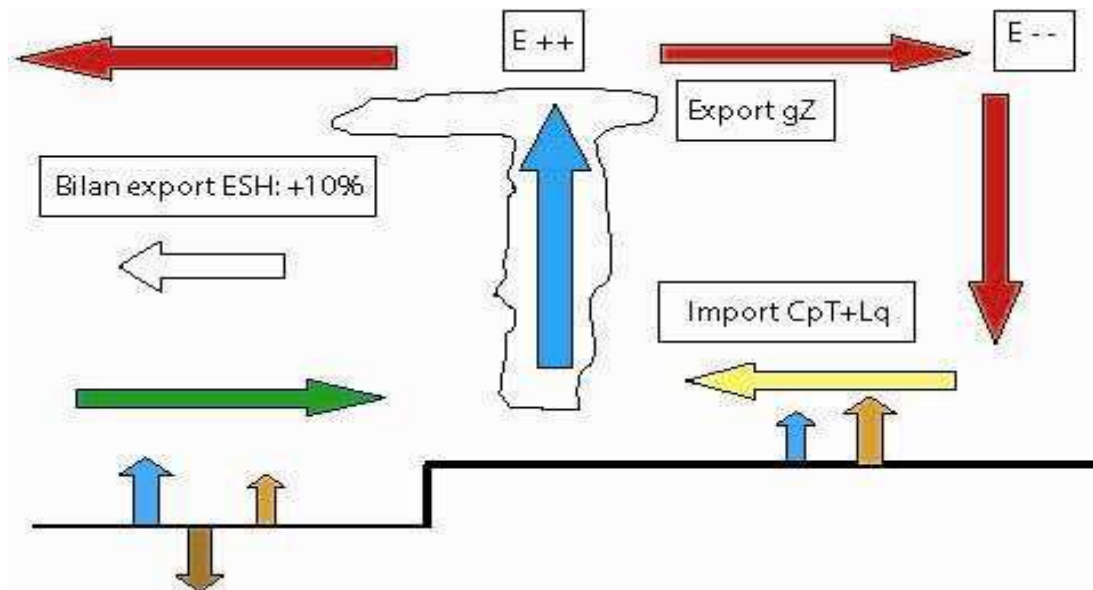 E ++
E - -
Export gZ
Bilan export ESH: +10%
Import CpT+Lq